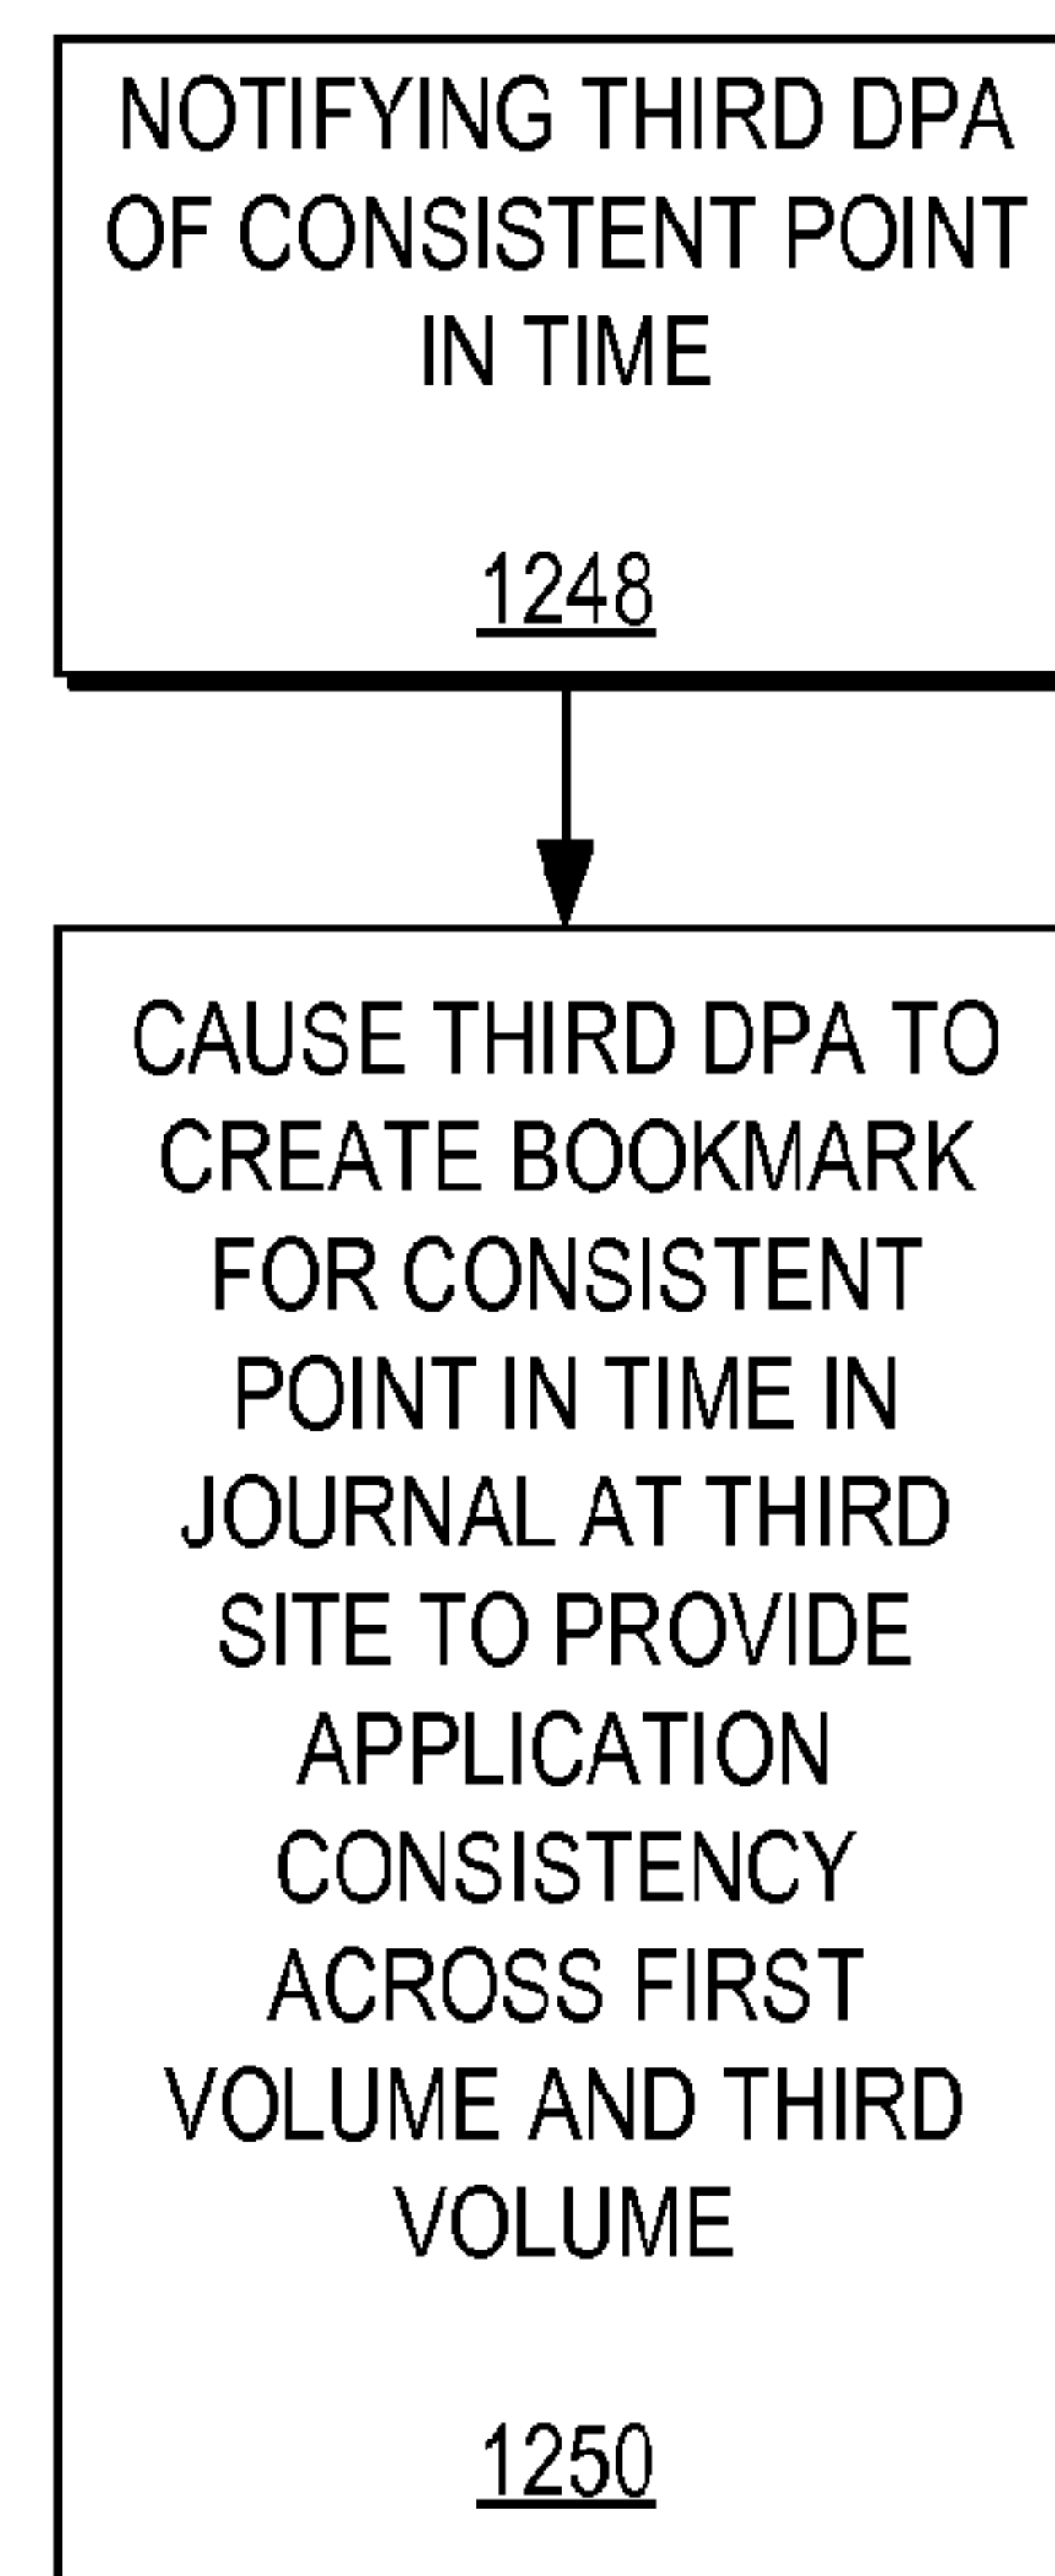 NOTIFYING THIRD DPA
OF CONSISTENT POINT
IN TIME
1248
CAUSE THIRD DPA TO
CREATE BOOKMARK
FOR CONSISTENT
POINT IN TIME IN
JOURNAL AT THIRD
SITE TO PROVIDE
APPLICATION
CONSISTENCY
ACROSS FIRST
VOLUME AND THIRD
VOLUME
1250